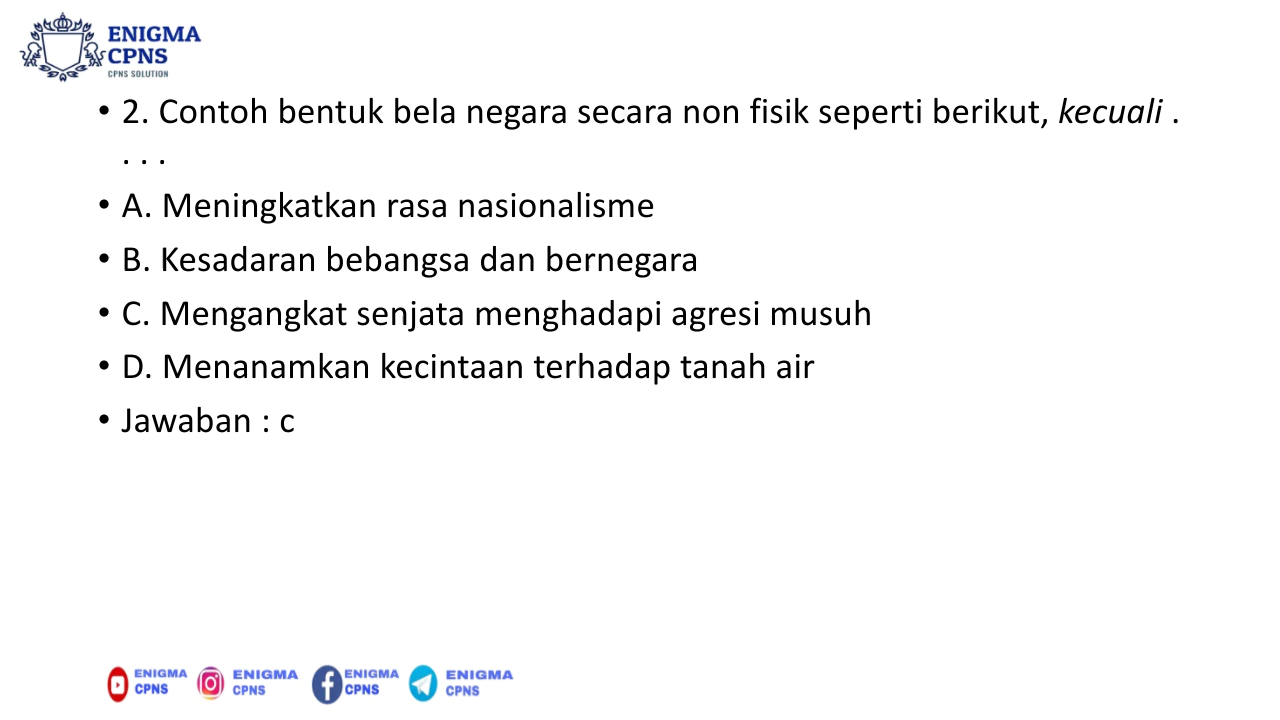 ENIGMA
CPNS
CPNS SOLUTION
• 2. Contoh bentuk bela negara secara non fisik seperti berikut, kecuali .
. . .
• A. Meningkatkan rasa nasionalisme
• B. Kesadaran bebangsa dan bernegara
• C. Mengangkat senjata menghadapi agresi musuh
• D. Menanamkan kecintaan terhadap tanah air
• Jawaban : c
ENIGMA
CPNS
ENIGMA
CPNS
ENIGMA
CPNS
ENIGMA
CPNS